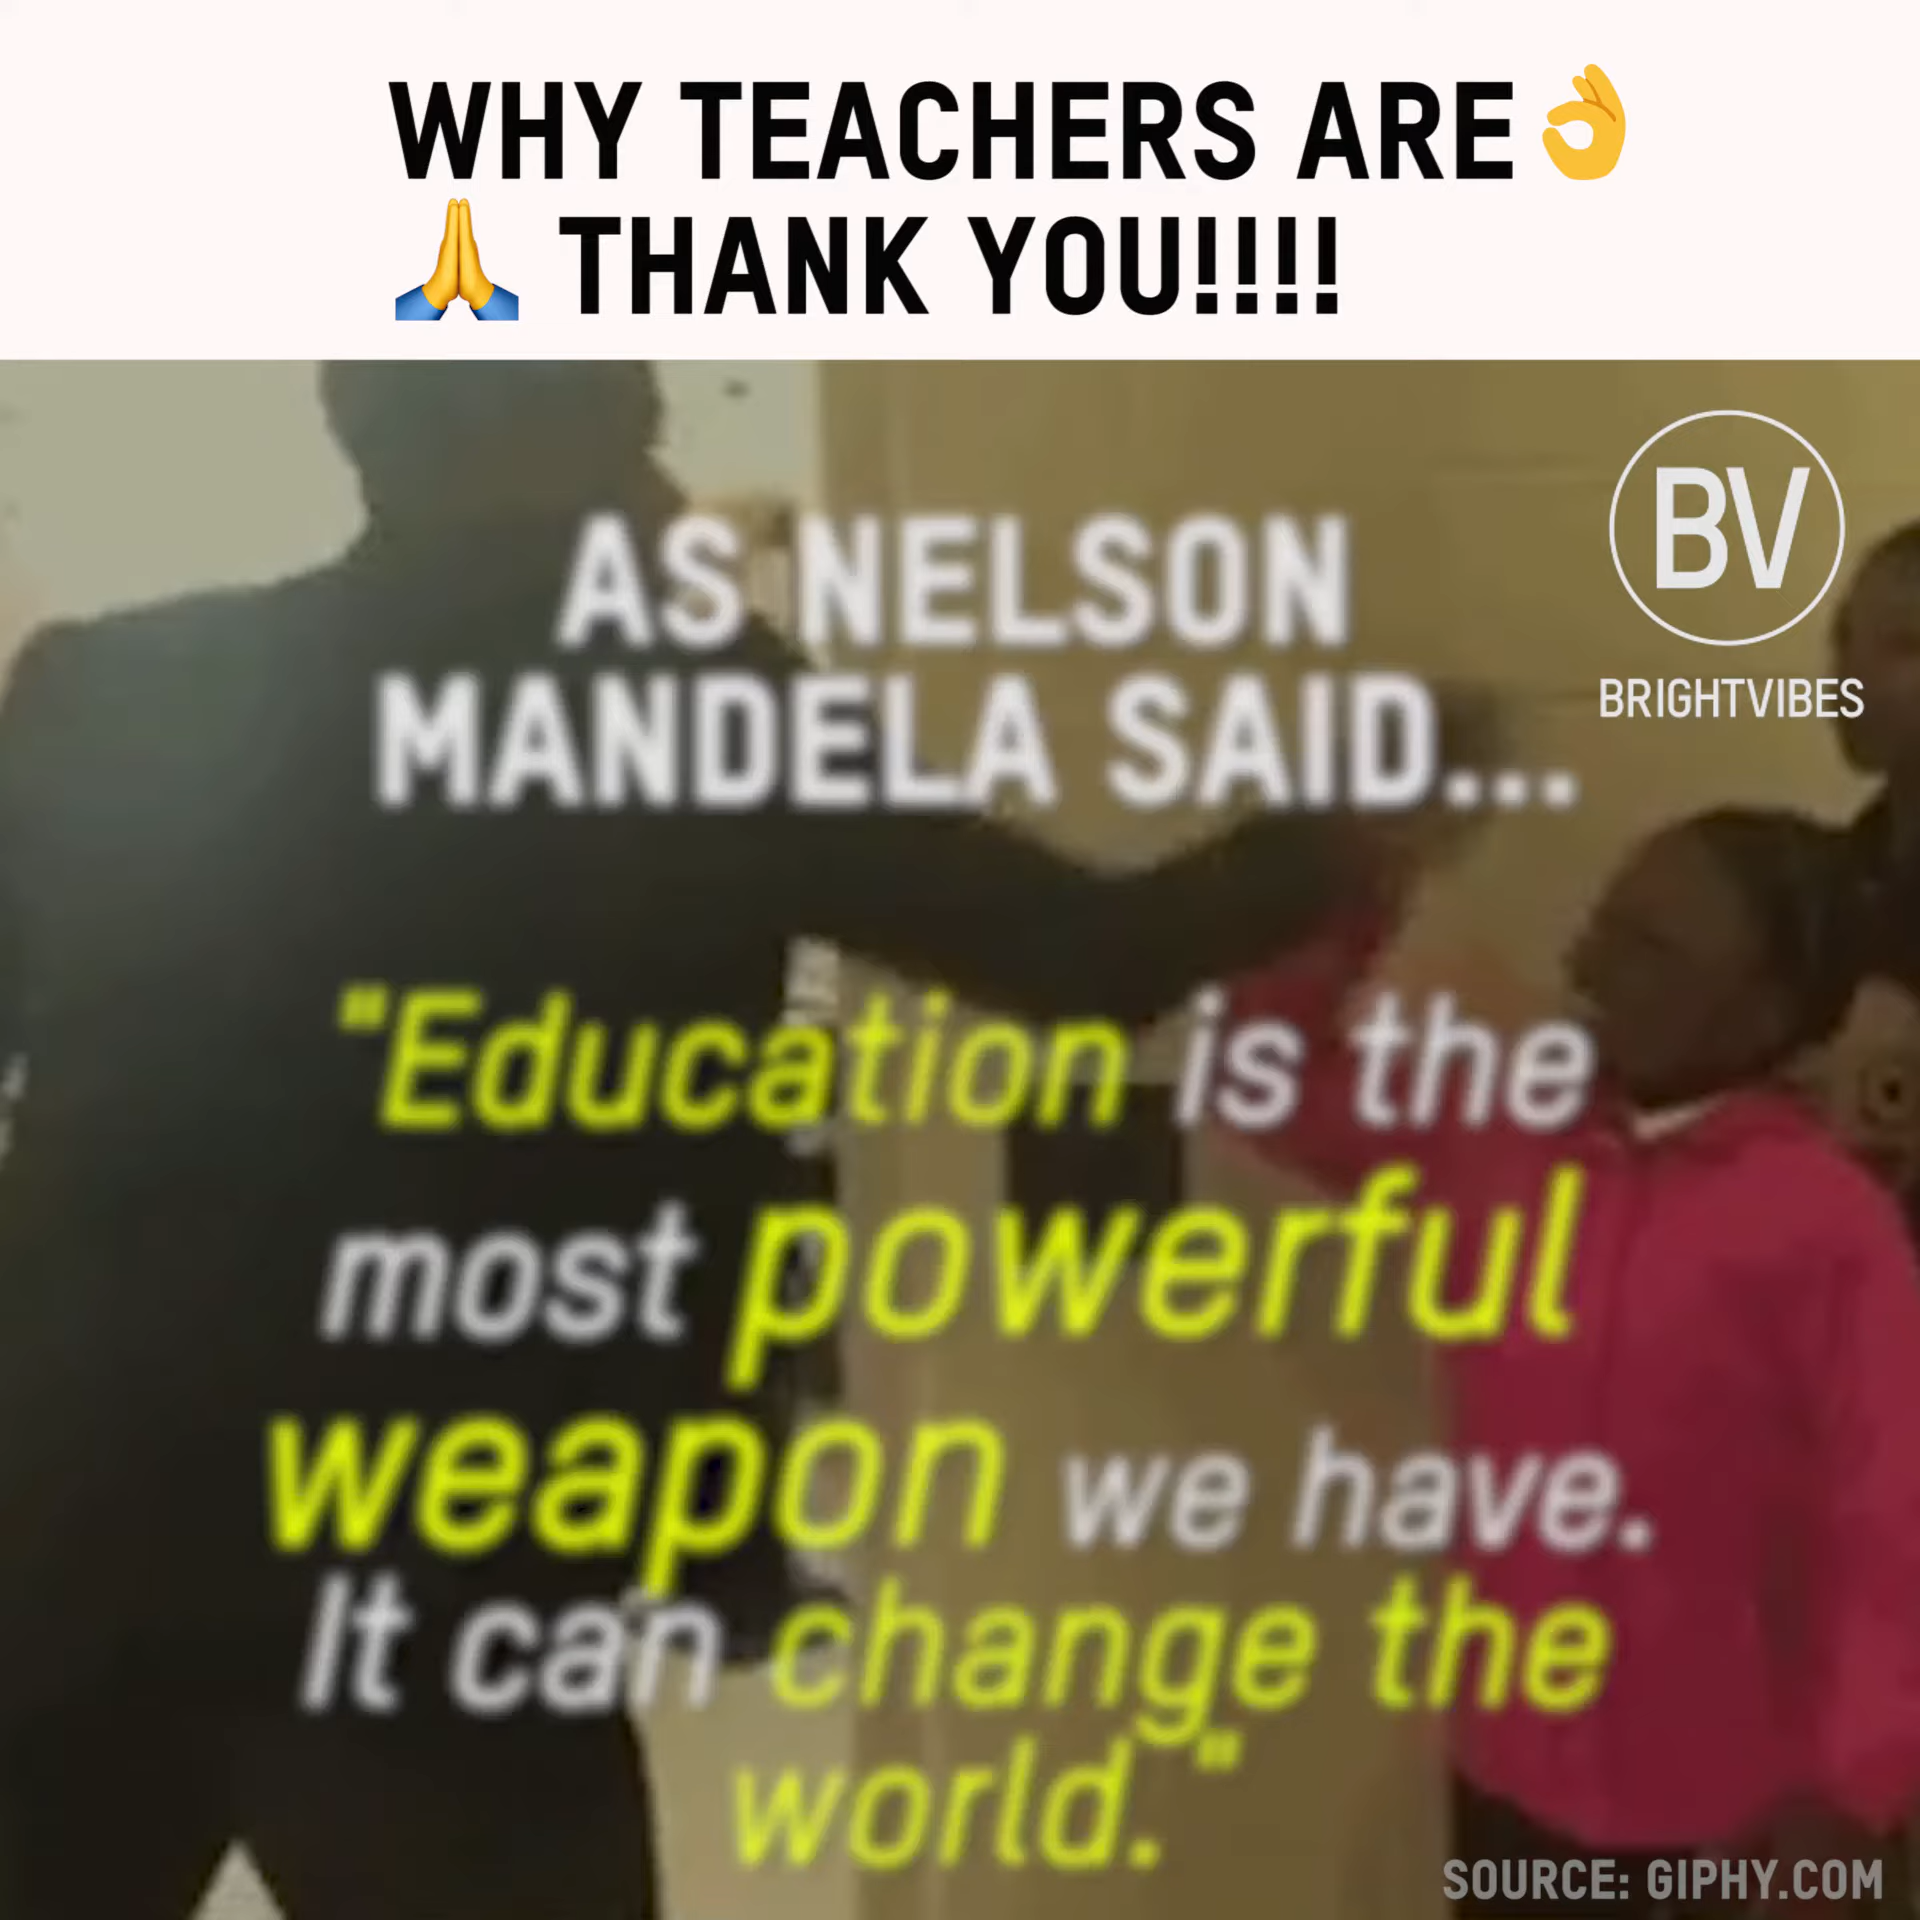 WHY TEACHERS ARE👌
🙏 THANK YOU!!!!
BV
BRIGHTVIBES
AS NELSON
MANDELA SAID...
"Education is the
most powerful
weapon we have.
It can change the
world."
SOURCE: GIPHY.COM